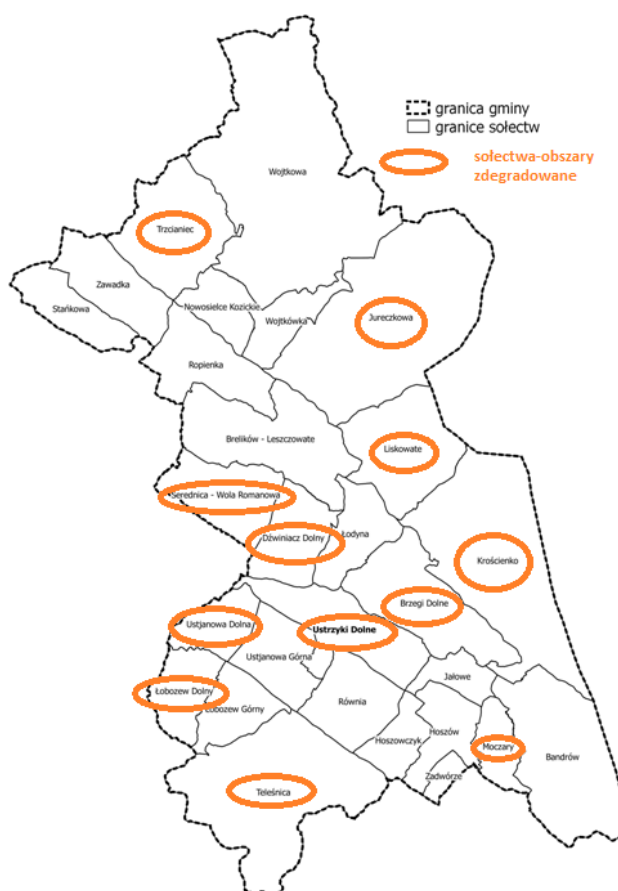 granica gminy
granice sołectw
sołectwa-obszary
zdegradowane
Wojtkowa
Trzcianiec
Zawadka
Stańkowa
Nowosielce Kozickie
Wojtkówka
Jureczkowa
Ropienka
Brelików - Leszczowate
Liskowate
Serednica - Wola Romanowa
Dźwiniacz Dolny
Łodyna
Krościenko
Brzegi Dolne
Ustjanowa Dolna
Ustrzyki Dolne
Ustjanowa Górna
Jałowe
Łobozew Dolny
Łobozew Górny
Równia
Hoszów
Hoszowczyk
Moczary
Bandrów
Zadwórze
Teleśnica